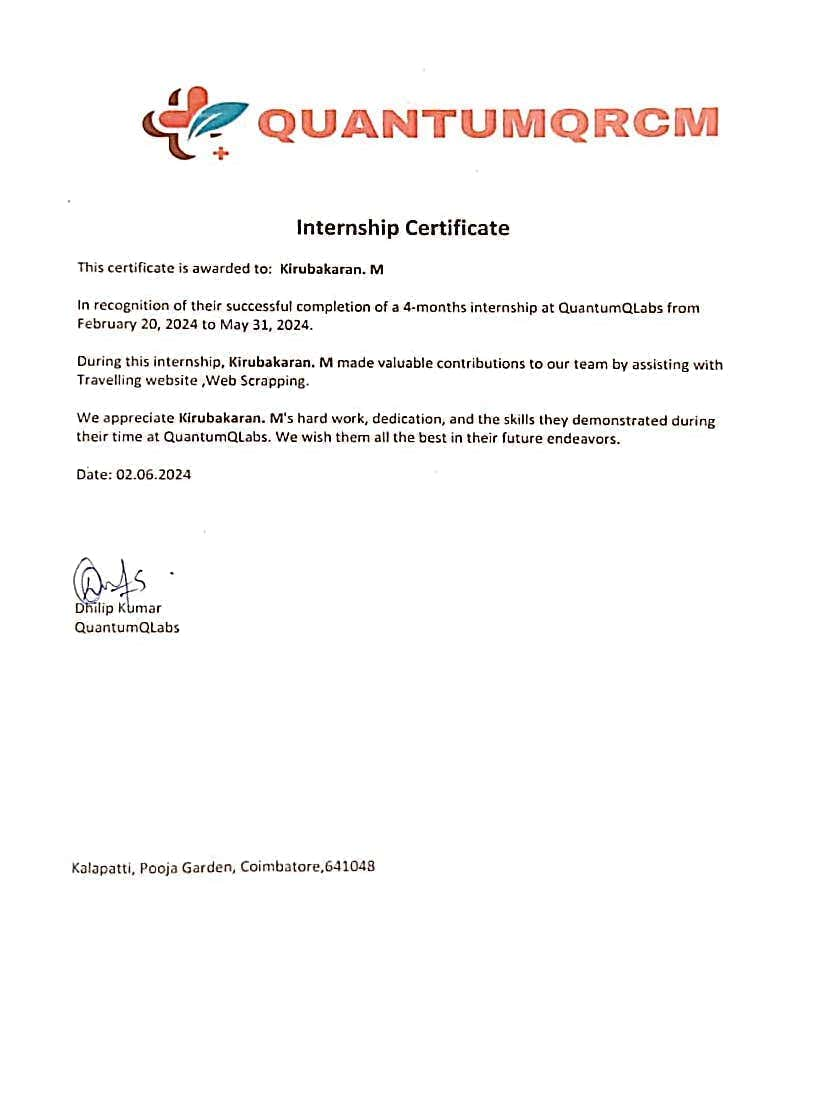 QUANTUMQRCM
Internship Certificate
This certificate is awarded to: Kirubakaran. M
In recognition of their successful completion of a 4-months internship at QuantumQLabs from
February 20, 2024 to May 31, 2024.
During this internship, Kirubakaran. M made valuable contributions to our team by assisting with
Travelling website ,Web Scrapping.
We appreciate Kirubakaran. M's hard work, dedication, and the skills they demonstrated during
their time at QuantumQLabs. We wish them all the best in their future endeavors.
Date: 02.06.2024
Dhilip Kumar
QuantumQLabs
Kalapatti, Pooja Garden, Coimbatore,641048